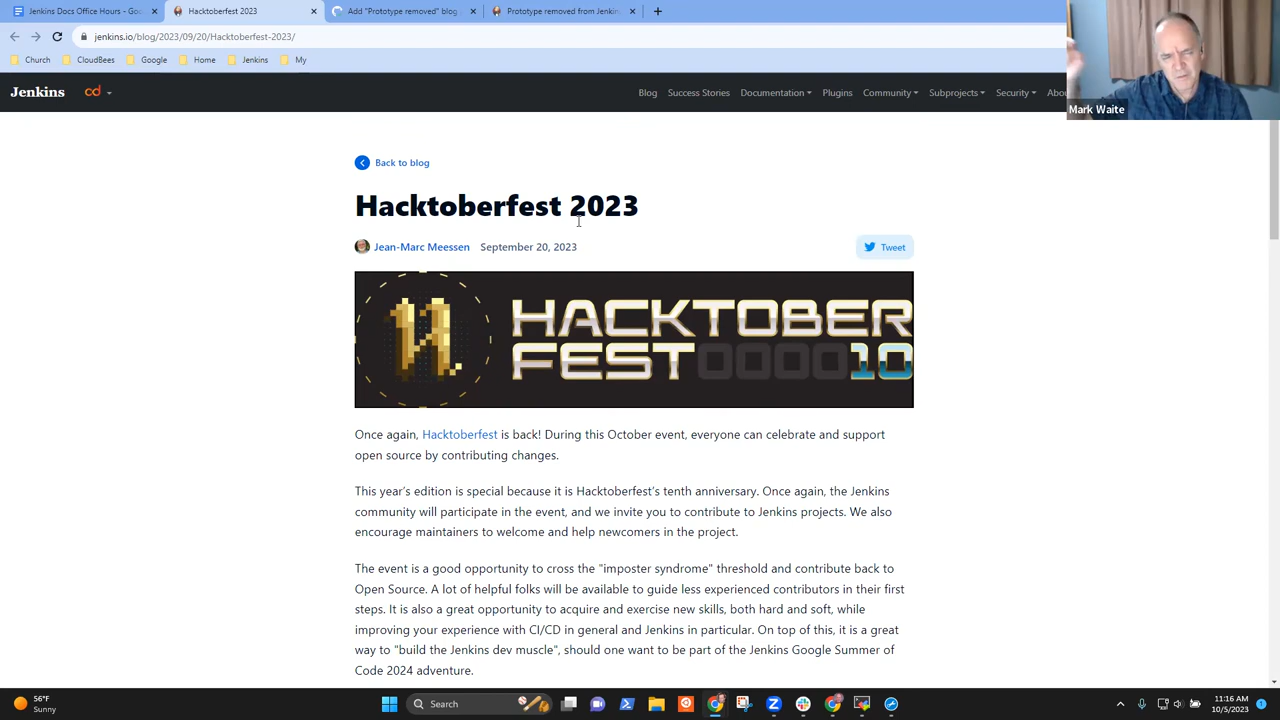 Jenkins Docs Office Hours - Goo
Hacktoberfest 2023
Add "Prototype removed" blog
Prototype removed from Jenkins
jenkins.io/blog/2023/09/20/Hacktoberfest-2023/
Church
CloudBees
Google
Home
Jenkins
My
Jenkins
cd
Blog
Success Stories
Documentation
Plugins
Community
Subprojects
Security
Abou
Mark Waite
Back to blog
Hacktoberfest 2023
Jean-Marc Meessen
September 20, 2023
Tweet
HACKTOBER
FEST000010
Once again, Hacktoberfest is back! During this October event, everyone can celebrate and support
open source by contributing changes.
This year's edition is special because it is Hacktoberfest's tenth anniversary. Once again, the Jenkins
community will participate in the event, and we invite you to contribute to Jenkins projects. We also
encourage maintainers to welcome and help newcomers in the project.
The event is a good opportunity to cross the "imposter syndrome" threshold and contribute back to
Open Source. A lot of helpful folks will be available to guide less experienced contributors in their first
steps. It is also a great opportunity to acquire and exercise new skills, both hard and soft, while
improving your experience with CI/CD in general and Jenkins in particular. On top of this, it is a great
way to "build the Jenkins dev muscle", should one want to be part of the Jenkins Google Summer of
Code 2024 adventure.
56°F
Sunny
Search
11:16 AM
10/5/2023